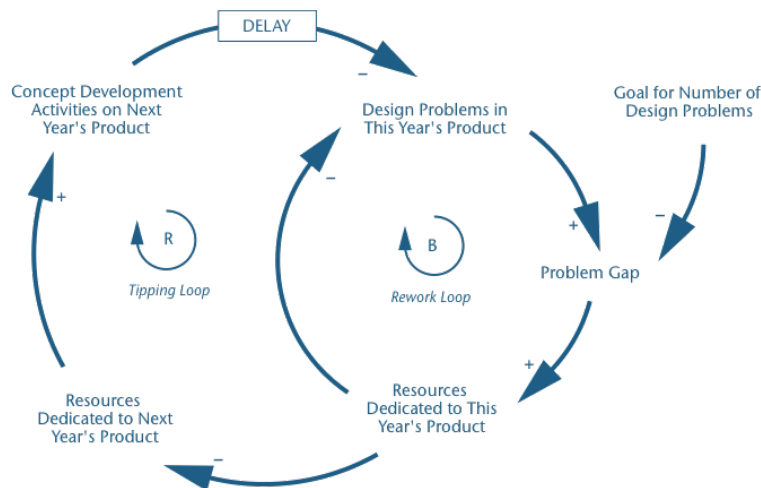 DELAY
–
Concept Development
Activities on Next
Year's Product
Design Problems in
This Year's Product
Goal for Number of
Design Problems
+
–
+
–
R
Tipping Loop
B
Rework Loop
Problem Gap
+
Resources
Dedicated to Next
Year's Product
Resources
Dedicated to This
Year's Product
–